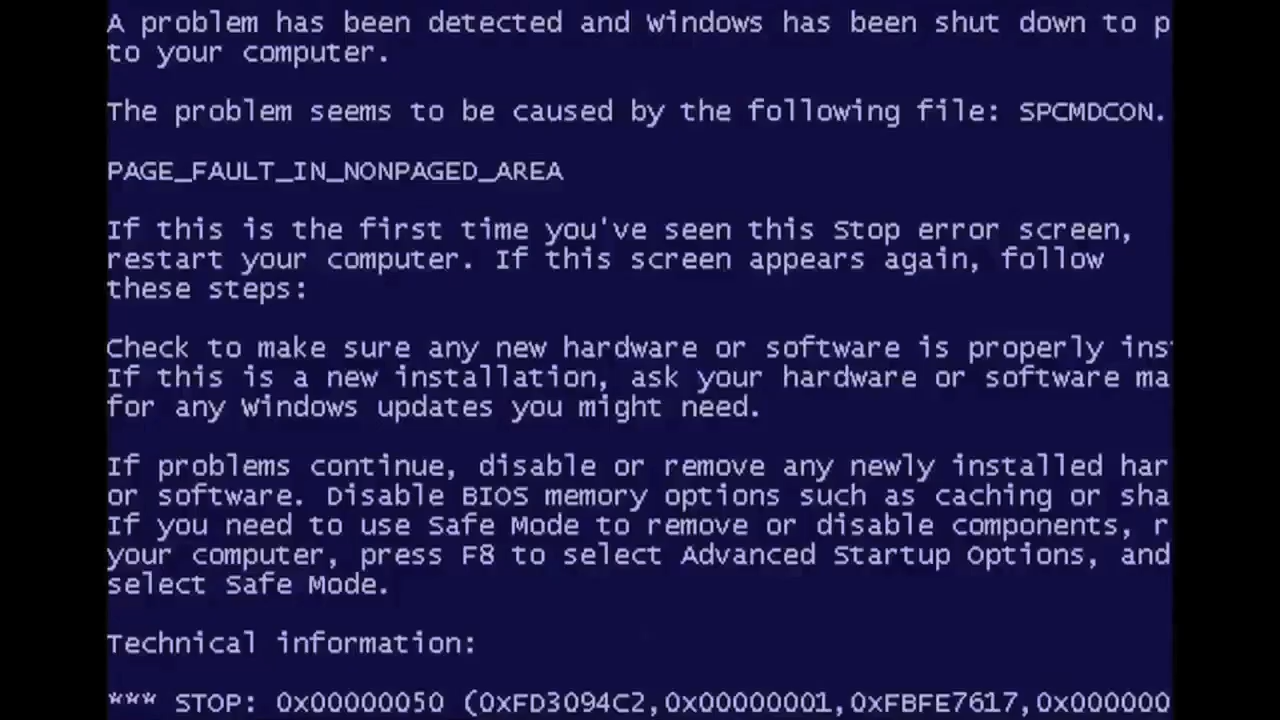 A problem has been detected and Windows has been shut down to p
to your computer.
The problem seems to be caused by the following file: SPCMDCON.
PAGE_FAULT_IN_NONPAGED_AREA
If this is the first time you've seen this Stop error screen,
restart your computer. If this screen appears again, follow
these steps:
Check to make sure any new hardware or software is properly ins
If this is a new installation, ask your hardware or software ma
for any Windows updates you might need.
If problems continue, disable or remove any newly installed har
or software. Disable BIOS memory options such as caching or sha
If you need to use Safe Mode to remove or disable components, r
your computer, press F8 to select Advanced Startup Options, and
select Safe Mode.
Technical information:
*** STOP: 0x00000050 (0xFD3094C2,0x00000001,0xFBFE7617,0x000000